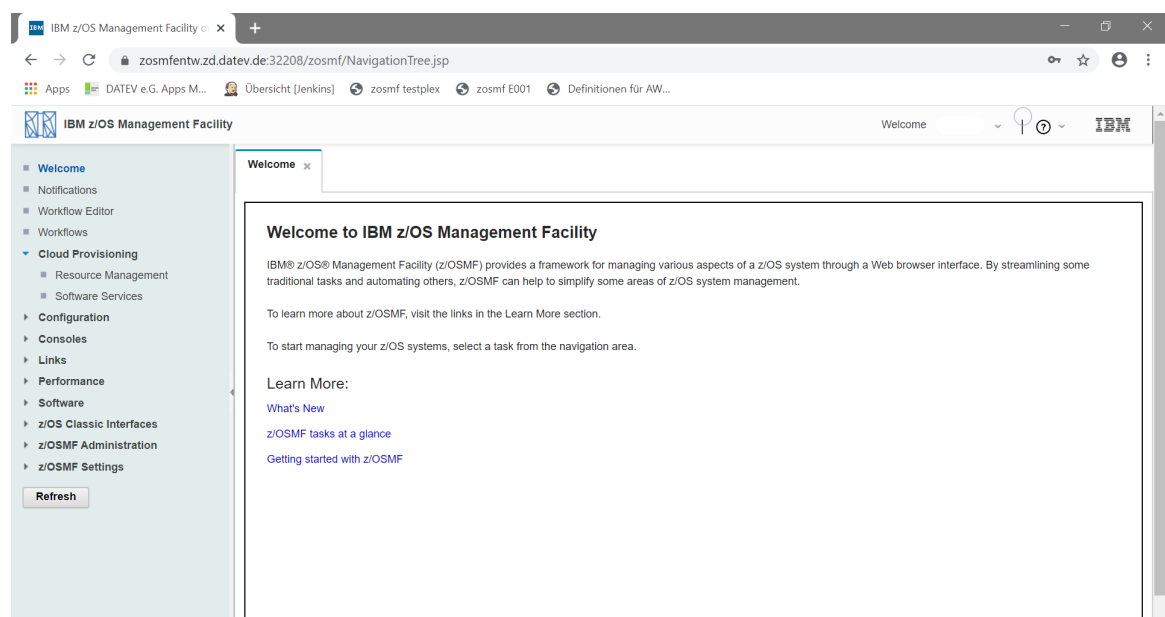 IBM z/OS Management Facility o
zosmfentw.zd.datev.de:32208/zosmf/NavigationTree.jsp
Apps DATEV e.G. Apps M... Übersicht [Jenkins] zosmf testplex zosmf E001 Definitionen für AW...
IBM z/OS Management Facility Welcome IBM
Welcome
Notifications
Workflow Editor
Workflows
Cloud Provisioning
Resource Management
Software Services
Configuration
Consoles
Links
Performance
Software
z/OS Classic Interfaces
z/OSMF Administration
z/OSMF Settings
Refresh
Welcome
Welcome to IBM z/OS Management Facility
IBM® z/OS® Management Facility (z/OSMF) provides a framework for managing various aspects of a z/OS system through a Web browser interface. By streamlining some
traditional tasks and automating others, z/OSMF can help to simplify some areas of z/OS system management.
To learn more about z/OSMF, visit the links in the Learn More section.
To start managing your z/OS systems, select a task from the navigation area.
Learn More:
What's New
z/OSMF tasks at a glance
Getting started with z/OSMF